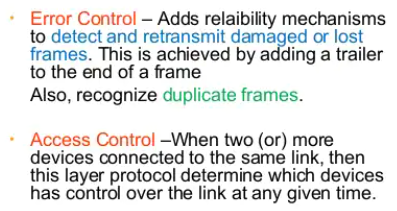 • Error Control – Adds relaibility mechanisms
to detect and retransmit damaged or lost
frames. This is achieved by adding a trailer
to the end of a frame
Also, recognize duplicate frames.
• Access Control –When two (or) more
devices connected to the same link, then
this layer protocol determine which devices
has control over the link at any given time.